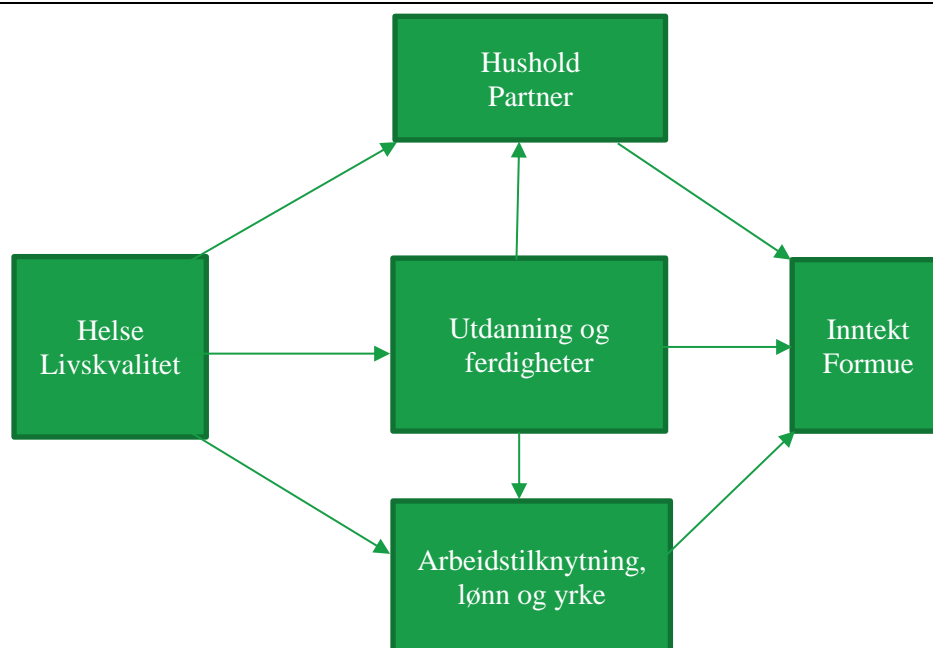 Hushold
Partner
Helse
Livskvalitet
Utdanning og
ferdigheter
Inntekt
Formue
Arbeidstilknytning,
lønn og yrke